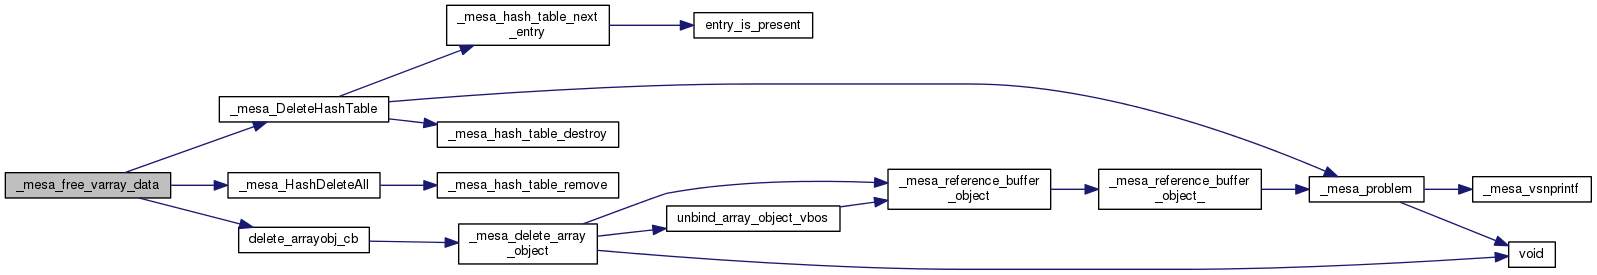 _mesa_hash_table_next
_entry
entry_is_present
_mesa_DeleteHashTable
_mesa_hash_table_destroy
_mesa_free_varray_data
_mesa_HashDeleteAll
_mesa_hash_table_remove
_mesa_reference_buffer
_object
_mesa_reference_buffer
_object_
_mesa_problem
_mesa_vsnprintf
unbind_array_object_vbos
delete_arrayobj_cb
_mesa_delete_array
_object
void